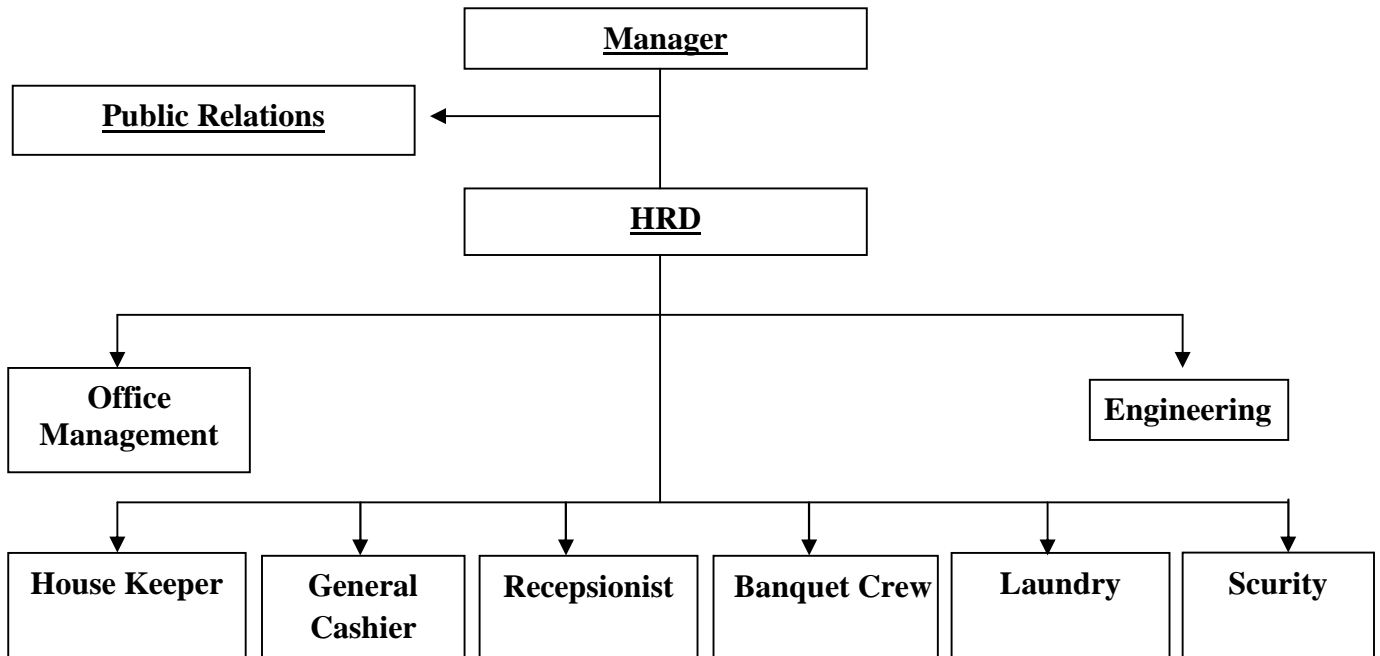 Manager
Public Relations
HRD
Office
Management
Engineering
House Keeper
General
Cashier
Recepsionist
Banquet Crew
Laundry
Scurity